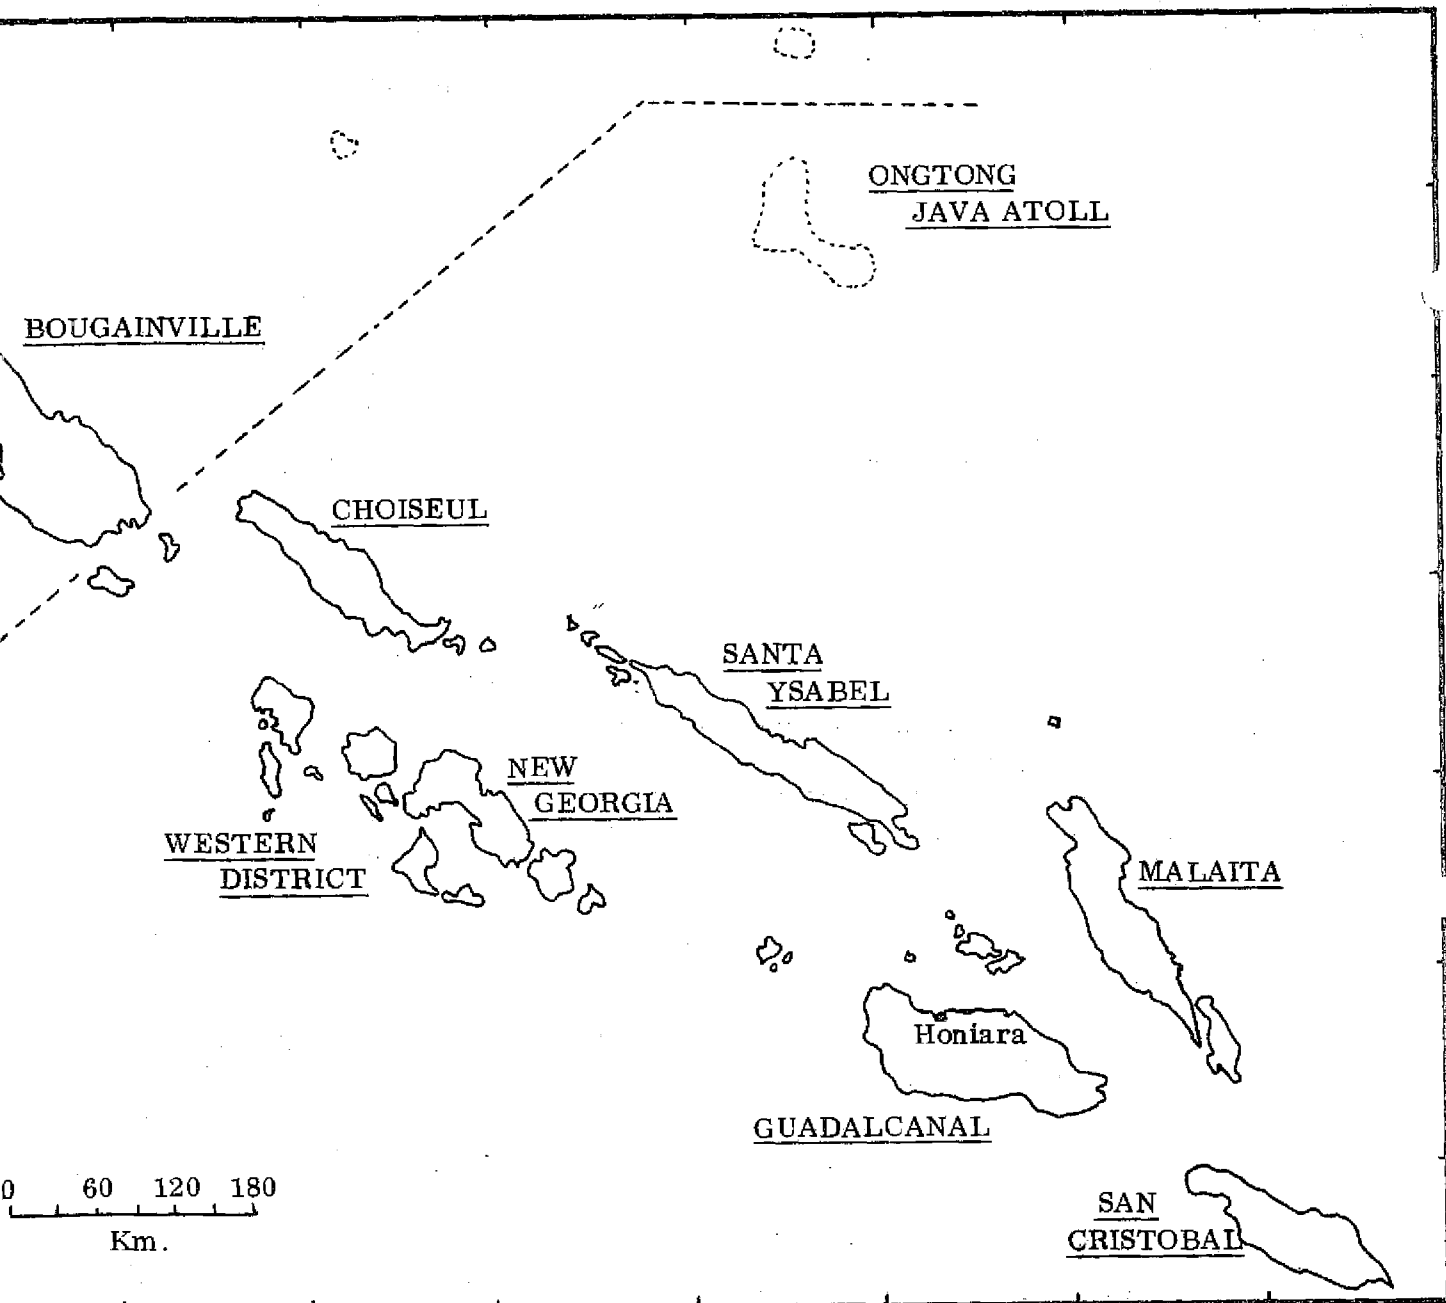 ONGTONG
JAVA ATOLL
BOUGAINVILLE
CHOISEUL
SANTA
YSABEL
NEW
GEORGIA
WESTERN
DISTRICT
MALAITA
Honiara
GUADALCANAL
0 60 120 180
Km.
SAN
CRISTOBAL